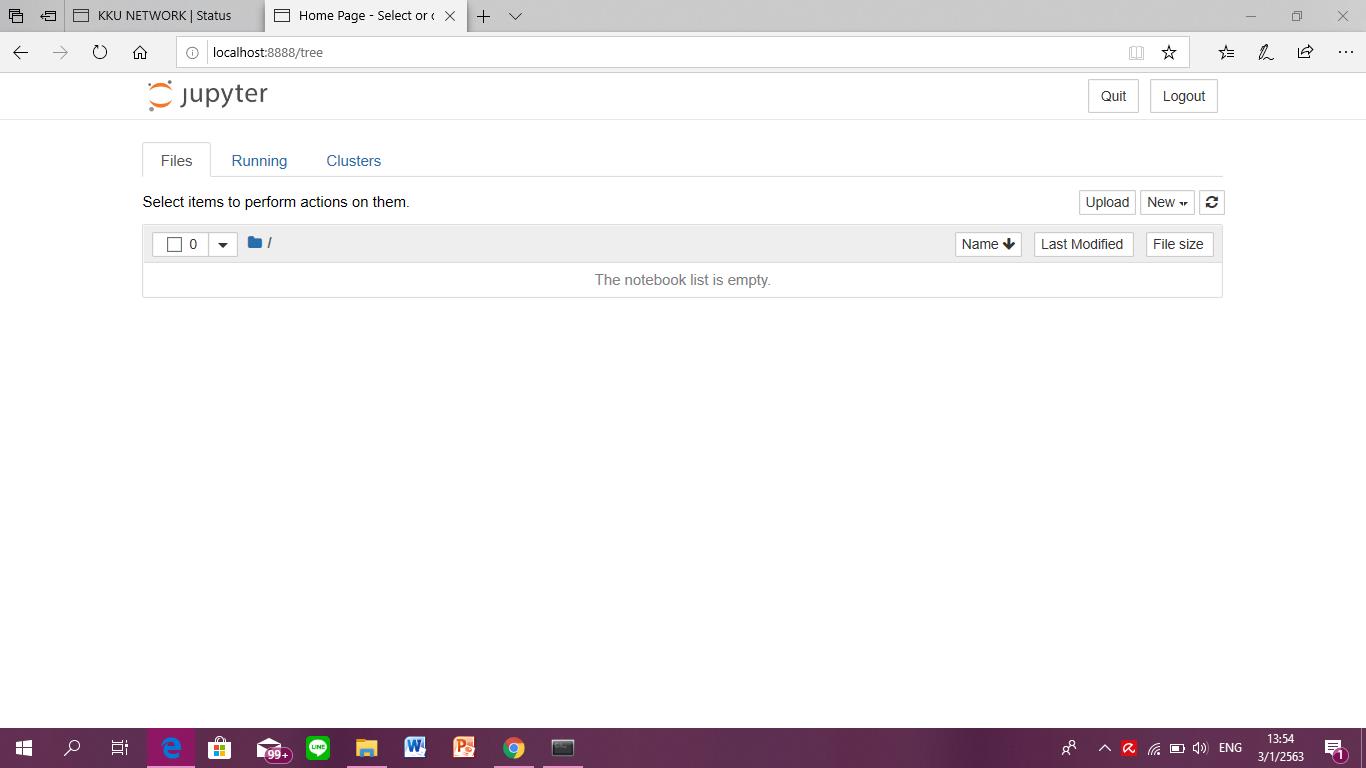 KKU NETWORK | Status
Home Page - Select or c
localhost:8888/tree
jupyter
Quit
Logout
Files
Running
Clusters
Select items to perform actions on them.
Upload
New
0
/
Name
Last Modified
File size
The notebook list is empty.
99+
LINE
ENG
13:54
3/1/2563
1